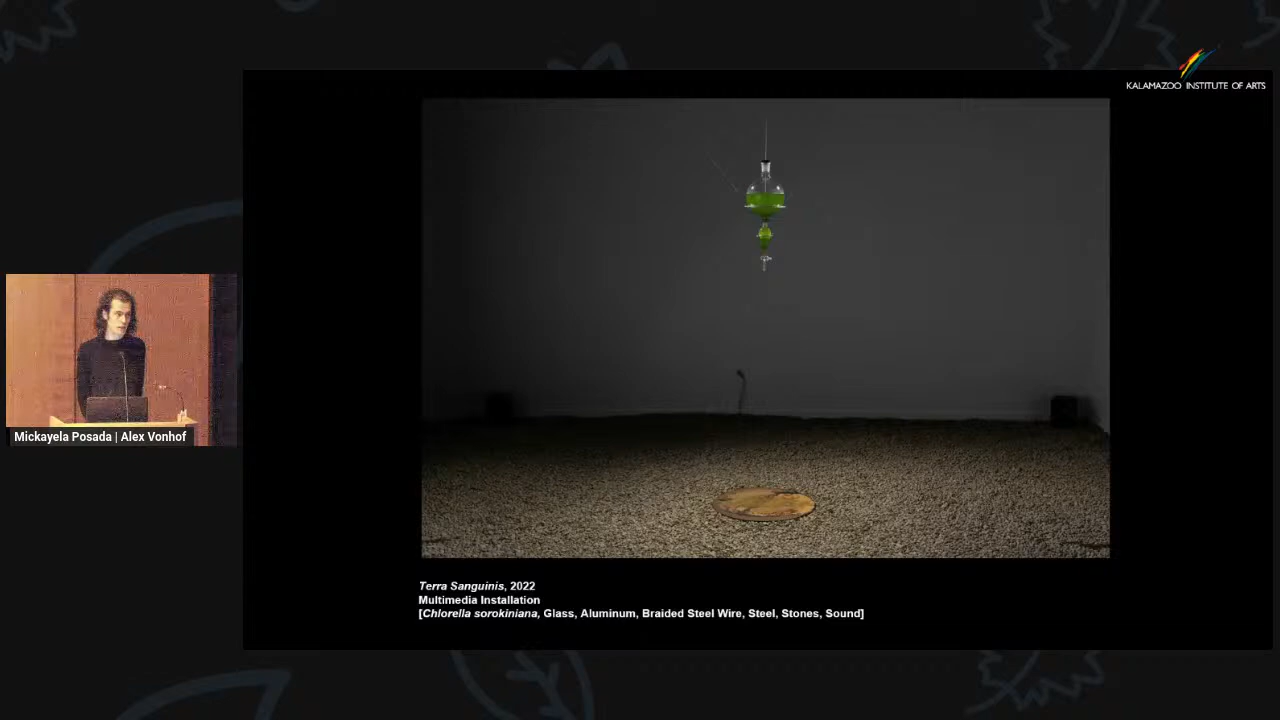 KALAMAZOO INSTITUTE OF ARTS
Mickayela Posada | Alex Vonhof
Terra Sanguinis, 2022
Multimedia Installation
[Chlorella sorokiniana, Glass, Aluminum, Braided Steel Wire, Steel, Stones, Sound]